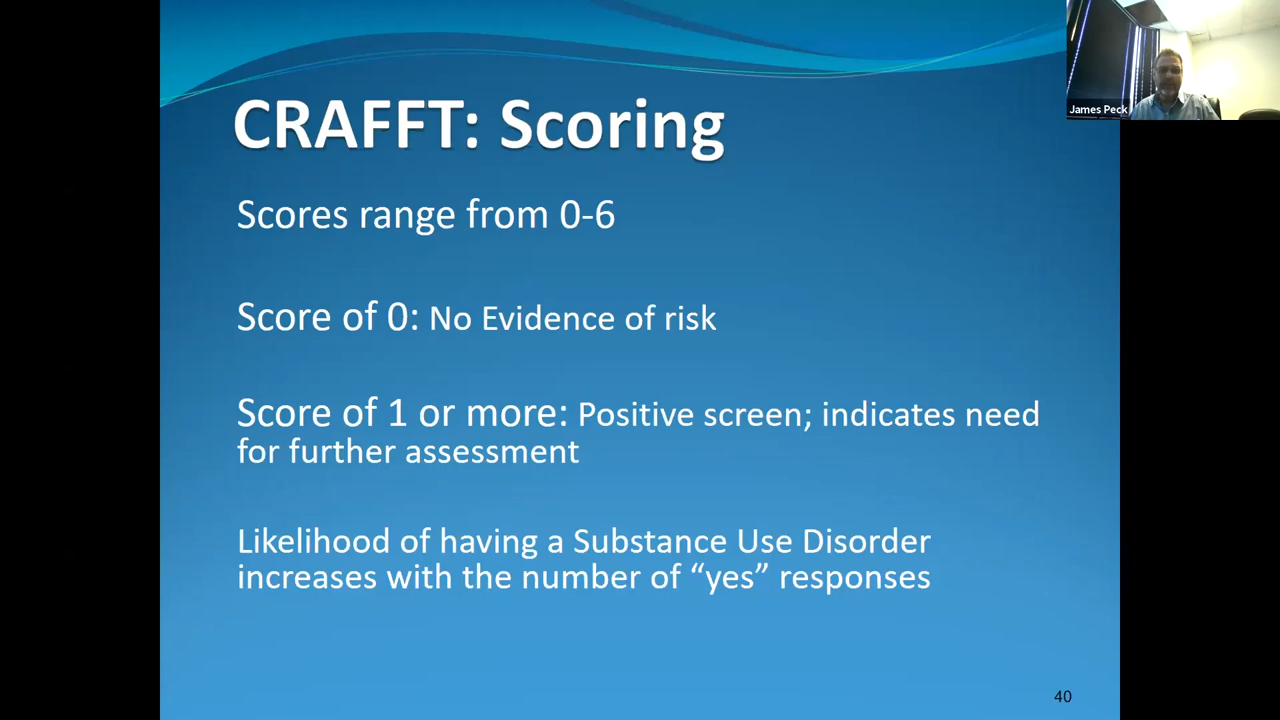 James Peck
CRAFFT: Scoring
Scores range from 0-6
Score of 0: No Evidence of risk
Score of 1 or more: Positive screen; indicates need
for further assessment
Likelihood of having a Substance Use Disorder
increases with the number of “yes” responses
40